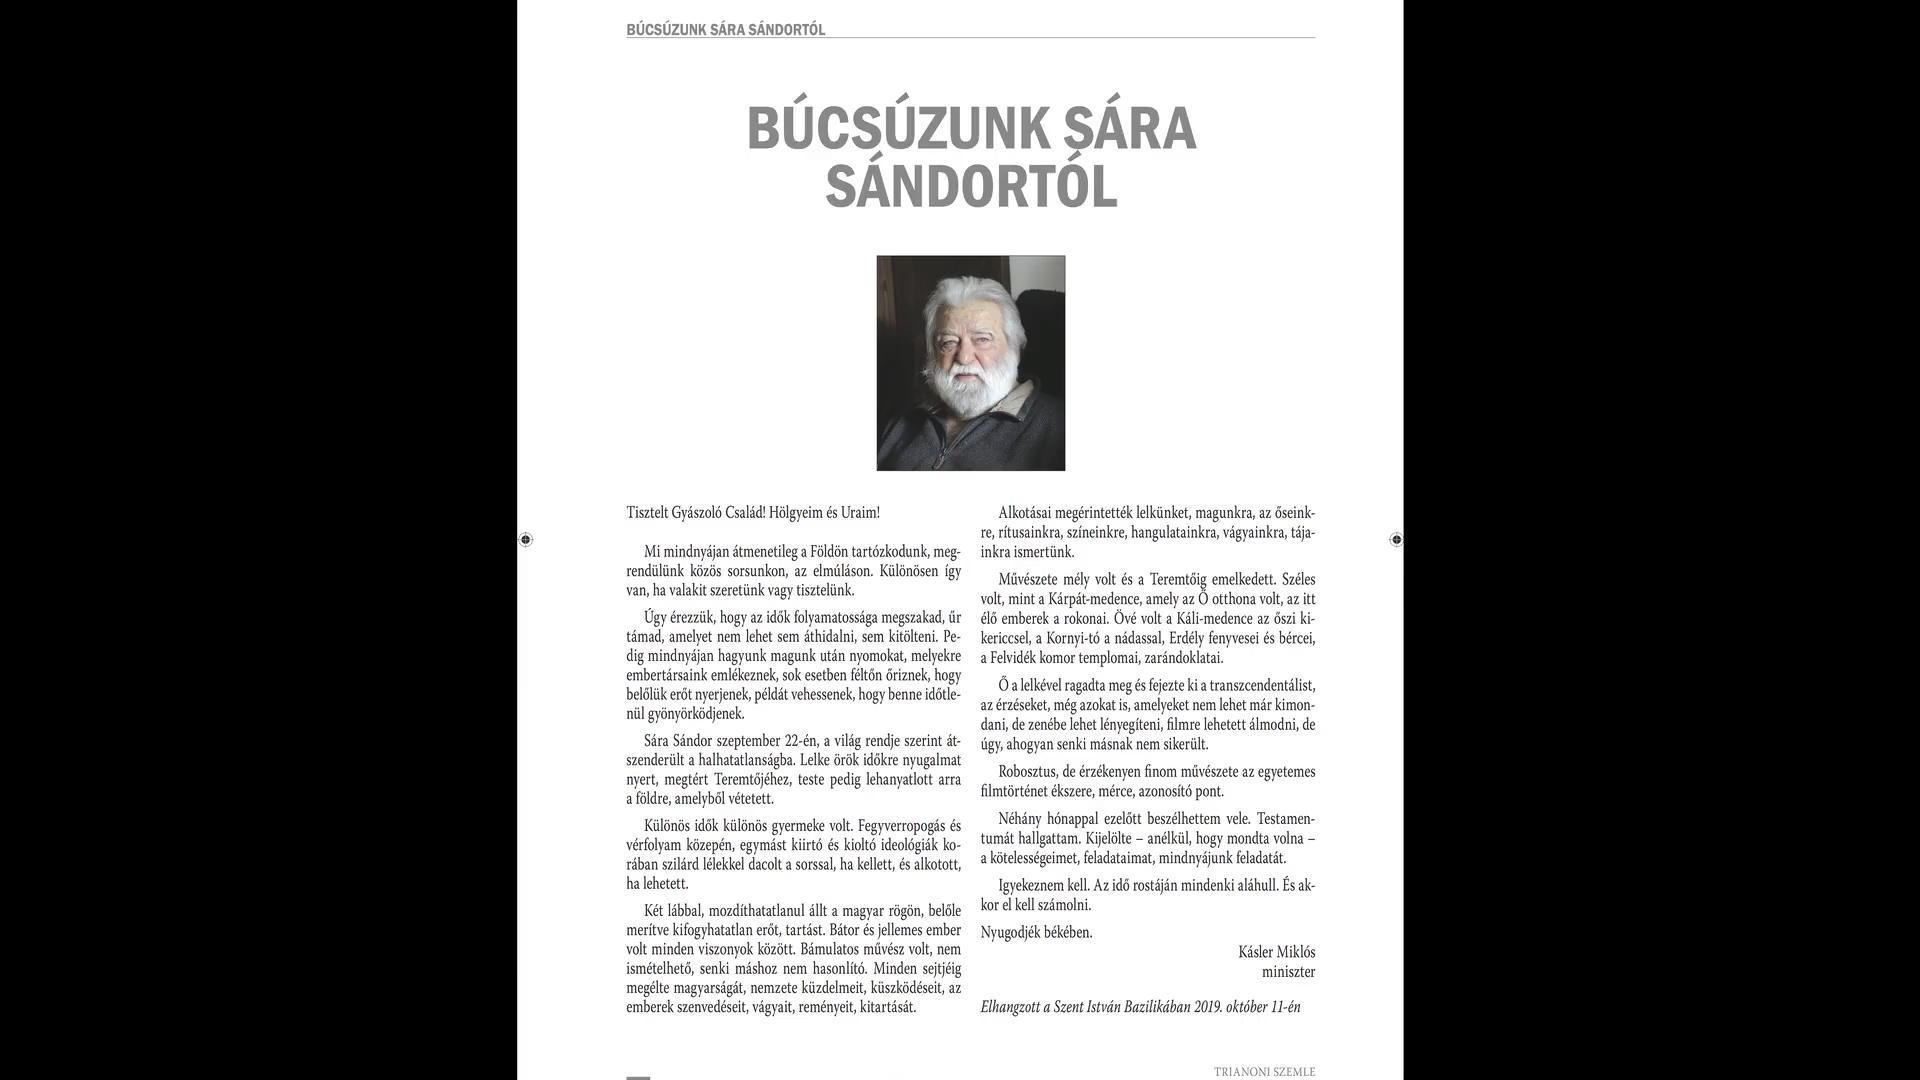 BÚCSÚZUNK SÁRA SÁNDORTÓL
BÚCSÚZUNK SÁRA
SÁNDORTÓL
Tisztelt Gyászoló Család! Hölgyeim és Uraim!
Mi mindnyájan átmenetileg a Földön tartózkodunk, meg-
rendülünk közös sorsunkon, az elmúláson. Különösen így
van, ha valakit szeretünk vagy tisztelünk.
Úgy érezzük, hogy az idők folyamatossága megszakad, űr
támad, amelyet nem lehet sem áthidalni, sem kitölteni. Pe-
dig mindnyájan hagyunk magunk után nyomokat, melyekre
embertársaink emlékeznek, sok esetben féltőn őriznek, hogy
belőlük erőt nyerjenek, példát vehessenek, hogy benne időtle-
nül gyönyörködjenek.
Sára Sándor szeptember 22-én, a világ rendje szerint át-
szenderült a halhatatlanságba. Lelke örök időkre nyugalmat
nyert, megtért Teremtőjéhez, teste pedig lehanyatlott arra
a földre, amelyből vétetett.
Különös idők különös gyermeke volt. Fegyverropogás és
vérfolyam közepén, egymást kiirtó és kioltó ideológiák ko-
rában szilárd lélekkel dacolt a sorssal, ha kellett, és alkotott,
ha lehetett.
Két lábbal, mozdíthatatlanul állt a magyar rögön, belőle
merítve kifogyhatatlan erőt, tartást. Bátor és jellemes ember
volt minden viszonyok között. Bámulatos művész volt, nem
ismételhető, senki máshoz nem hasonlító. Minden sejtjéig
megélte magyarságát, nemzete küzdelmeit, küszködéseit, az
emberek szenvedéseit, vágyait, reményeit, kitartását.
Alkotásai megérintették lelkünket, magunkra, az őseink-
re, rítusainkra, színeinkre, hangulatainkra, vágyainkra, tája-
inkra ismertünk.
Művészete mély volt és a Teremtőig emelkedett. Széles
volt, mint a Kárpát-medence, amely az Ő otthona volt, az itt
élő emberek a rokonai. Övé volt a Káli-medence az őszi ki-
kericcsel, a Kornyi-tó a nádassal, Erdély fenyvesei és bércei,
a Felvidék komor templomai, zarándoklatai.
Ő a lelkével ragadta meg és fejezte ki a transzcendentálist,
az érzéseket, még azokat is, amelyeket nem lehet már kimon-
dani, de zenébe lehet lényegíteni, filmre lehetett álmodni, de
úgy, ahogyan senki másnak nem sikerült.
Robosztus, de érzékenyen finom művészete az egyetemes
filmtörténet ékszere, mérce, azonosító pont.
Néhány hónappal ezelőtt beszélhettem vele. Testamen-
tumát hallgattam. Kijelölte – anélkül, hogy mondta volna –
a kötelességeimet, feladataimat, mindnyájunk feladatát.
Igyekeznem kell. Az idő rostáján mindenki aláhull. És ak-
kor el kell számolni.
Nyugodjék békében.
Kásler Miklós
miniszter
Elhangzott a Szent István Bazilikában 2019. október 11-én
TRIANONI SZEMLE